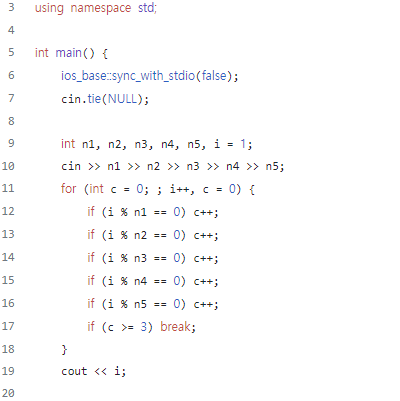 3 using namespace std;
4
5 int main() {
6 ios_base::sync_with_stdio(false);
7 cin.tie(NULL);
8
9 int n1, n2, n3, n4, n5, i = 1;
10 cin >> n1 >> n2 >> n3 >> n4 >> n5;
11 for (int c = 0; ; i++, c = 0) {
12 if (i % n1 == 0) c++;
13 if (i % n2 == 0) c++;
14 if (i % n3 == 0) c++;
15 if (i % n4 == 0) c++;
16 if (i % n5 == 0) c++;
17 if (c >= 3) break;
18 }
19 cout << i;
20